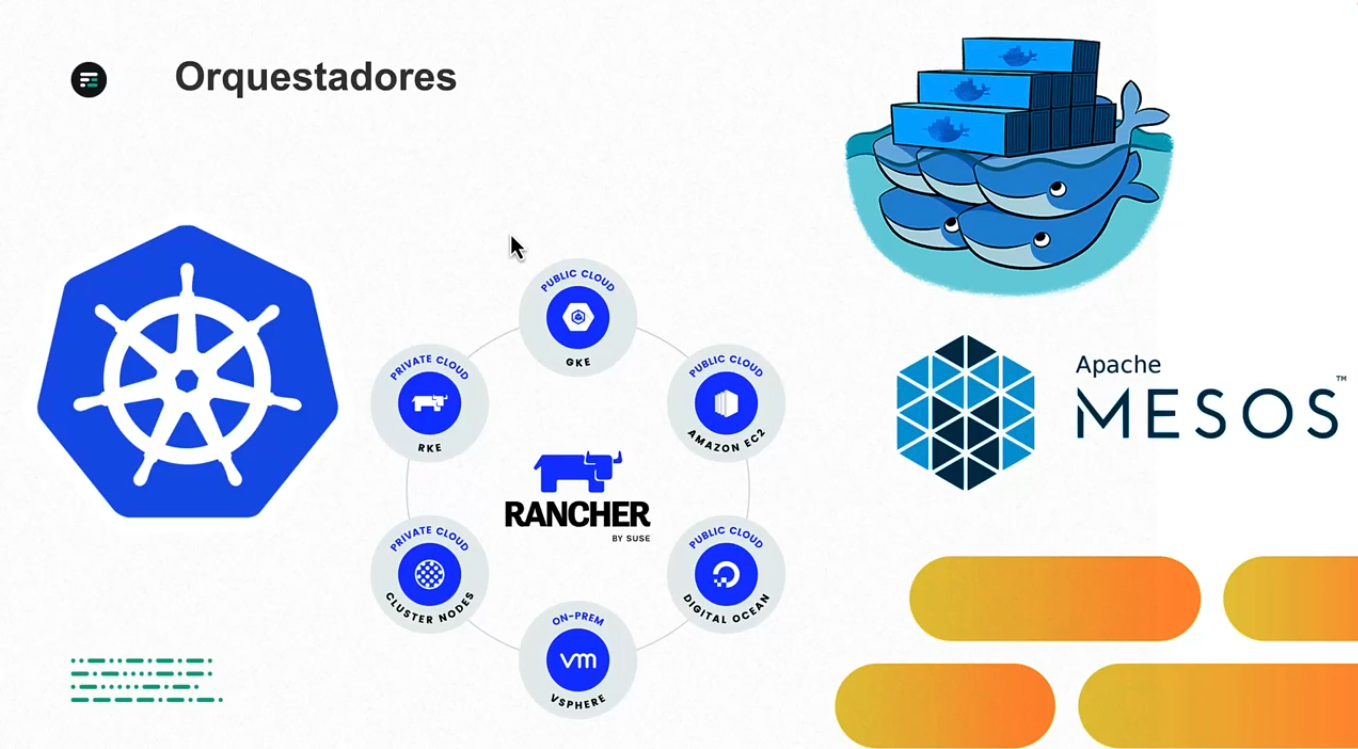 Orquestadores
PUBLIC CLOUD
GKE
PRIVATE CLOUD
RKE
PUBLIC CLOUD
AMAZON EC2
RANCHER
BY SUSE
PRIVATE CLOUD
CLUSTER NODES
PUBLIC CLOUD
DIGITAL OCEAN
ON-PREM
vm
VSPHERE
Apache
MESOS™